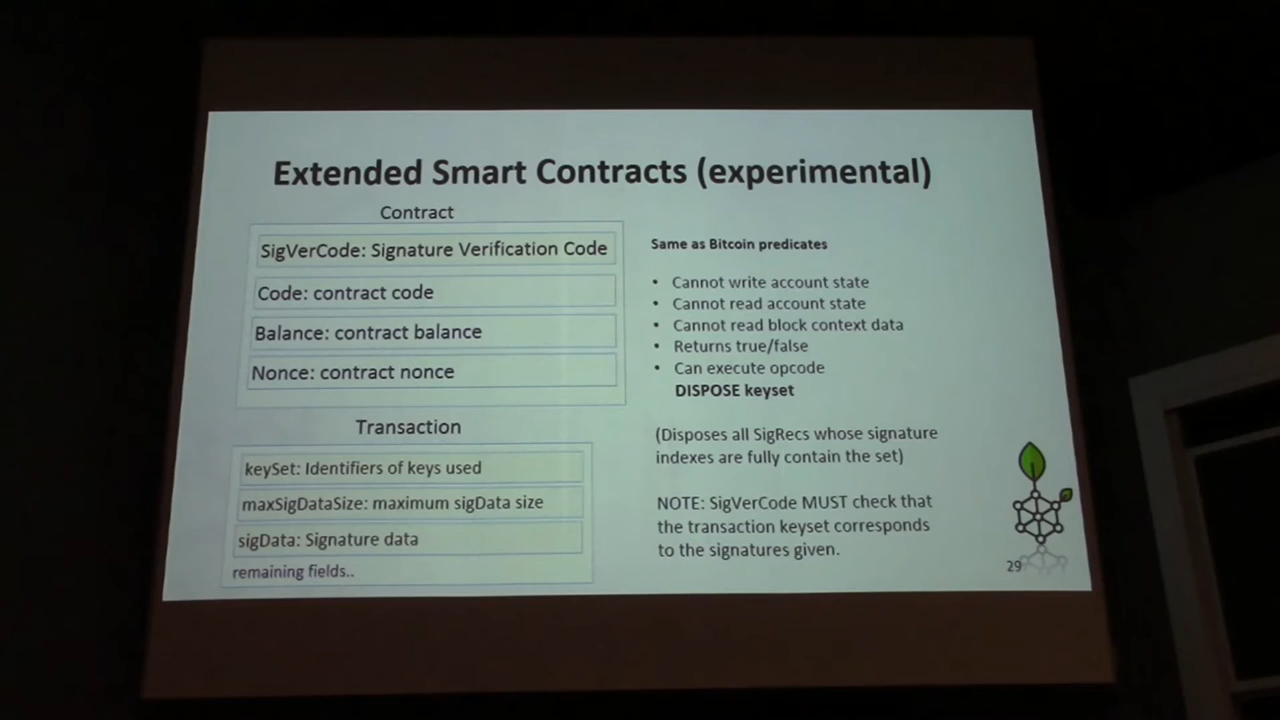 Extended Smart Contracts (experimental)
Contract
SigVerCode: Signature Verification Code
Code: contract code
Balance: contract balance
Nonce: contract nonce
Transaction
keySet: Identifiers of keys used
maxSigDataSize: maximum sigData size
sigData: Signature data
remaining fields..
Same as Bitcoin predicates
• Cannot write account state
• Cannot read account state
• Cannot read block context data
• Returns true/false
• Can execute opcode
DISPOSE keyset
(Disposes all SigRecs whose signature
indexes are fully contain the set)
NOTE: SigVerCode MUST check that
the transaction keyset corresponds
to the signatures given.
29